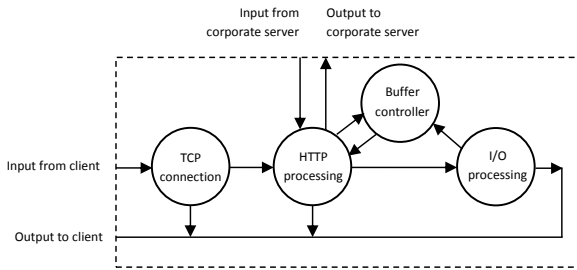 Input from
corporate server
Output to
corporate server
Buffer
controller
Input from client
TCP
connection
HTTP
processing
I/O
processing
Output to client